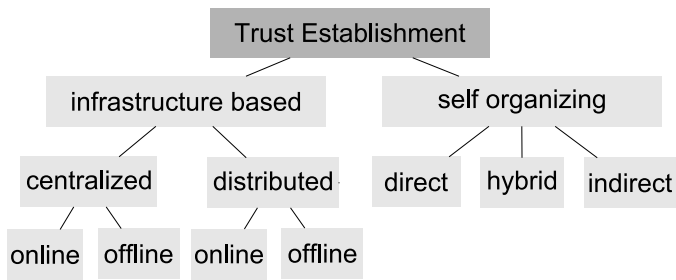 Trust Establishment
infrastructure based
self organizing
centralized
distributed
direct
hybrid
indirect
online
offline
online
offline